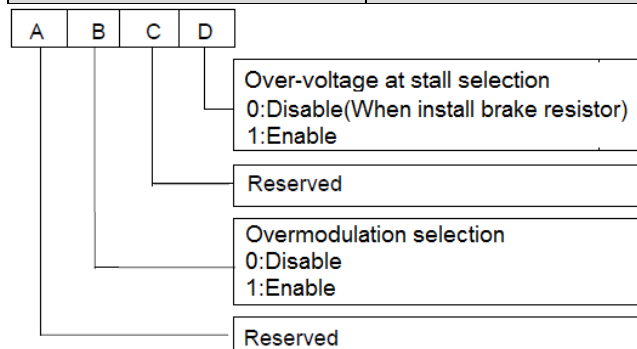 A B C D
Over-voltage at stall selection
0:Disable(When install brake resistor)
1:Enable
Reserved
Overmodulation selection
0:Disable
1:Enable
Reserved